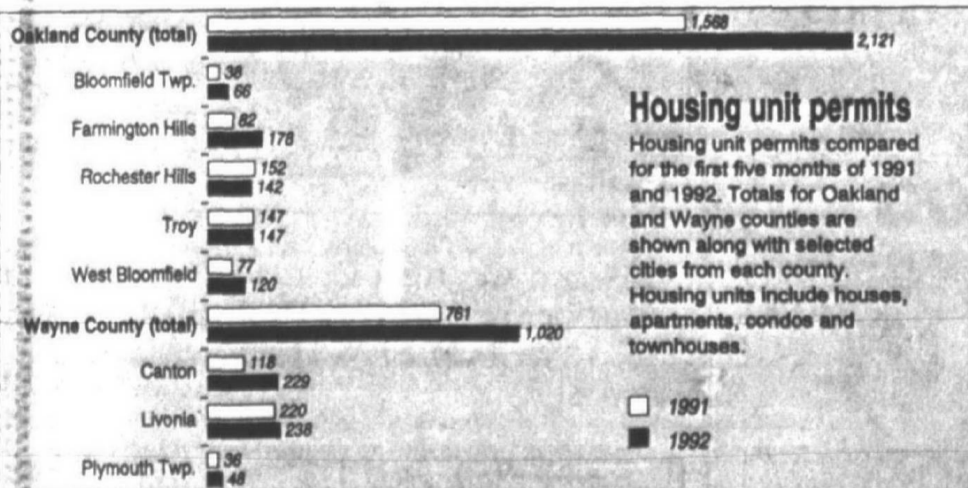 Oakland County (total) 1,568
2,121
Bloomfield Twp. 38
66
Farmington Hills 82
178
Rochester Hills 152
142
Troy 147
147
West Bloomfield 77
120
Wayne County (total) 761
1,020
Canton 118
229
Livonia 220
238
Plymouth Twp. 36
48
Housing unit permits
Housing unit permits compared
for the first five months of 1991
and 1992. Totals for Oakland
and Wayne counties are
shown along with selected
cities from each county.
Housing units include houses,
apartments, condos and
townhouses.
1991
1992